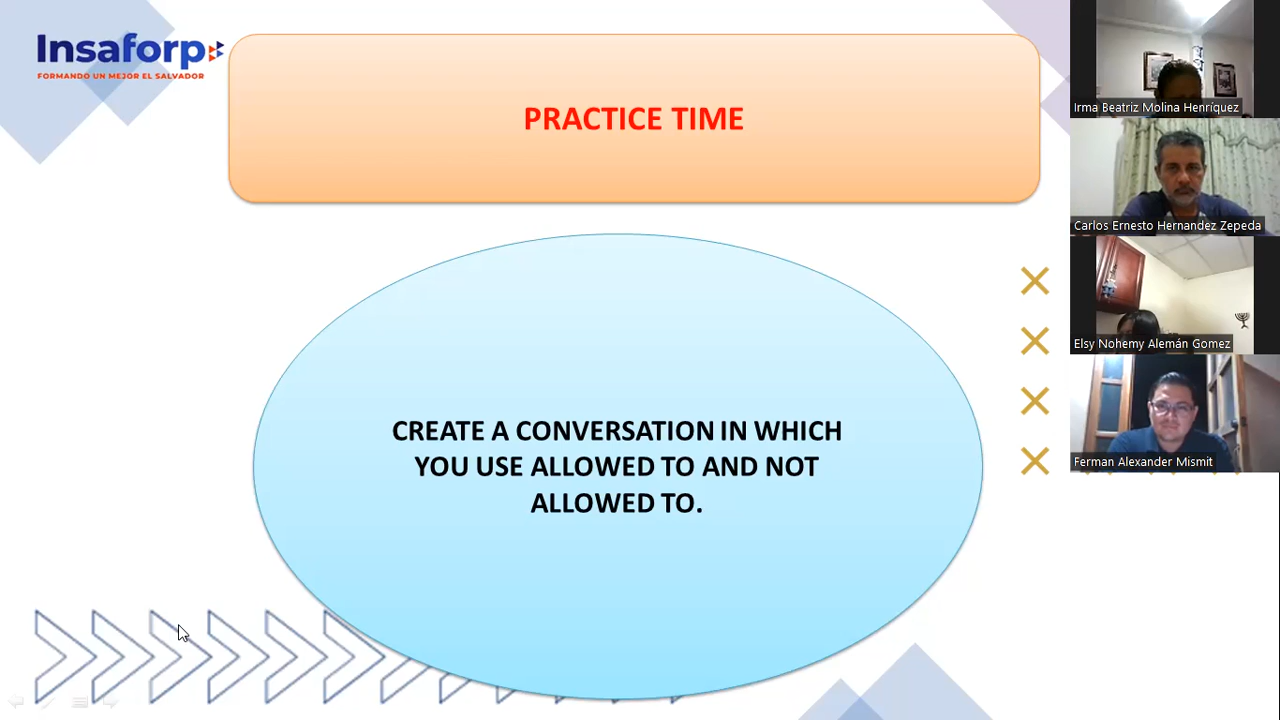 Insaforp
FORMANDO UN MEJOR EL SALVADOR
PRACTICE TIME
CREATE A CONVERSATION IN WHICH
YOU USE ALLOWED TO AND NOT
ALLOWED TO.
Irma Beatriz Molina Henriquez
Carlos Ernesto Hernandez Zepeda
Elsy Nohemy Alemán Gomez
Ferman Alexander Mismit